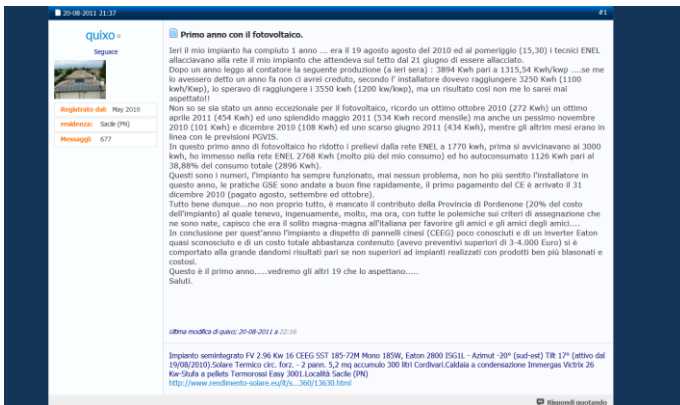 20-08-2011 21:37
#1
quixo
Seguace
Registrato dal: May 2010
residenza: Sacile (PN)
Messaggi: 677
Primo anno con il fotovoltaico.
Ieri il mio impianto ha compiuto 1 anno ... era il 19 agosto agosto del 2010 ed al pomeriggio (15,30) i tecnici ENEL
allacciavano alla rete il mio impianto che attendeva sul tetto dal 21 giugno di essere allacciato.
Dopo un anno leggo al contatore la seguente produzione (a ieri sera) : 3894 Kwh pari a 1315,54 Kwh/kwp ....se me
lo avessero detto un anno fa non ci avrei creduto, secondo l' installatore dovevo raggiungere 3250 Kwh (1100
kwh/Kwp), io speravo di raggiungere i 3550 kwh (1200 kw/kwp), ma un risultato cosi non me lo sarei mai
aspettato!!
Non so se sia stato un anno eccezionale per il fotovoltaico, ricordo un ottimo ottobre 2010 (272 Kwh) un ottimo
aprile 2011 (454 Kwh) ed uno splendido maggio 2011 (534 Kwh record mensile) ma anche un pessimo novembre
2010 (101 Kwh) e dicembre 2010 (108 Kwh) ed uno scarso giugno 2011 (434 Kwh), mentre gli altrim mesi erano in
linea con le previsioni PGVIS.
In questo primo anno di fotovoltaico ho ridotto i prelievi dalla rete ENEL a 1770 kwh, prima si avvicinavano ai 3000
kwh, ho immesso nella rete ENEL 2768 Kwh (molto più del mio consumo) ed ho autoconsumato 1126 Kwh pari al
38,88% del consumo totale (2896 Kwh).
Questi sono i numeri, l'impianto ha sempre funzionato, mai nessun problema, non ho più sentito l'installatore in
questo anno, le pratiche GSE sono andate a buon fine rapidamente, il primo pagamento del CE è arrivato il 31
dicembre 2010 (pagato agosto, settembre ed ottobre).
Tutto bene dunque...no non proprio tutto, è mancato il contributo della Provincia di Pordenone (20% del costo
dell'impianto) al quale tenevo, ingenuamente, molto, ma ora, con tutte le polemiche sui criteri di assegnazione che
ne sono nate, capisco che era il solito magna-magna all'italiana per favorire gli amici e gli amici degli amici....
In conclusione per quest'anno l'impianto a dispetto di pannelli cinesi (CEEG) poco conosciuti e di un inverter Eaton
quasi sconosciuto e di un costo totale abbastanza contenuto (avevo preventivi superiori di 3-4.000 Euro) si è
comportato alla grande dandomi risultati pari se non superiori ad impianti realizzati con prodotti ben più blasonati e
costosi.
Questo è il primo anno.....vedremo gli altri 19 che lo aspettano.....
Saluti.
Ultima modifica di quixo; 20-08-2011 a 22:16
Impianto semintegrato FV 2.96 Kw 16 CEEG SST 185-72M Mono 185W, Eaton 2800 ISG1L - Azimut -20° (sud-est) Tilt 17° (attivo dal
19/08/2010).Solare Termico circ. forz. - 2 pann. 5,2 mq accumulo 300 litri Cordivari.Caldaia a condensazione Immergas Victrix 26
Kw-Stufa a pellets Termorossi Easy 3001.Località Sacile (PN)
http://www.rendimento-solare.eu/it/s...360/13630.html
Rispondi quotando